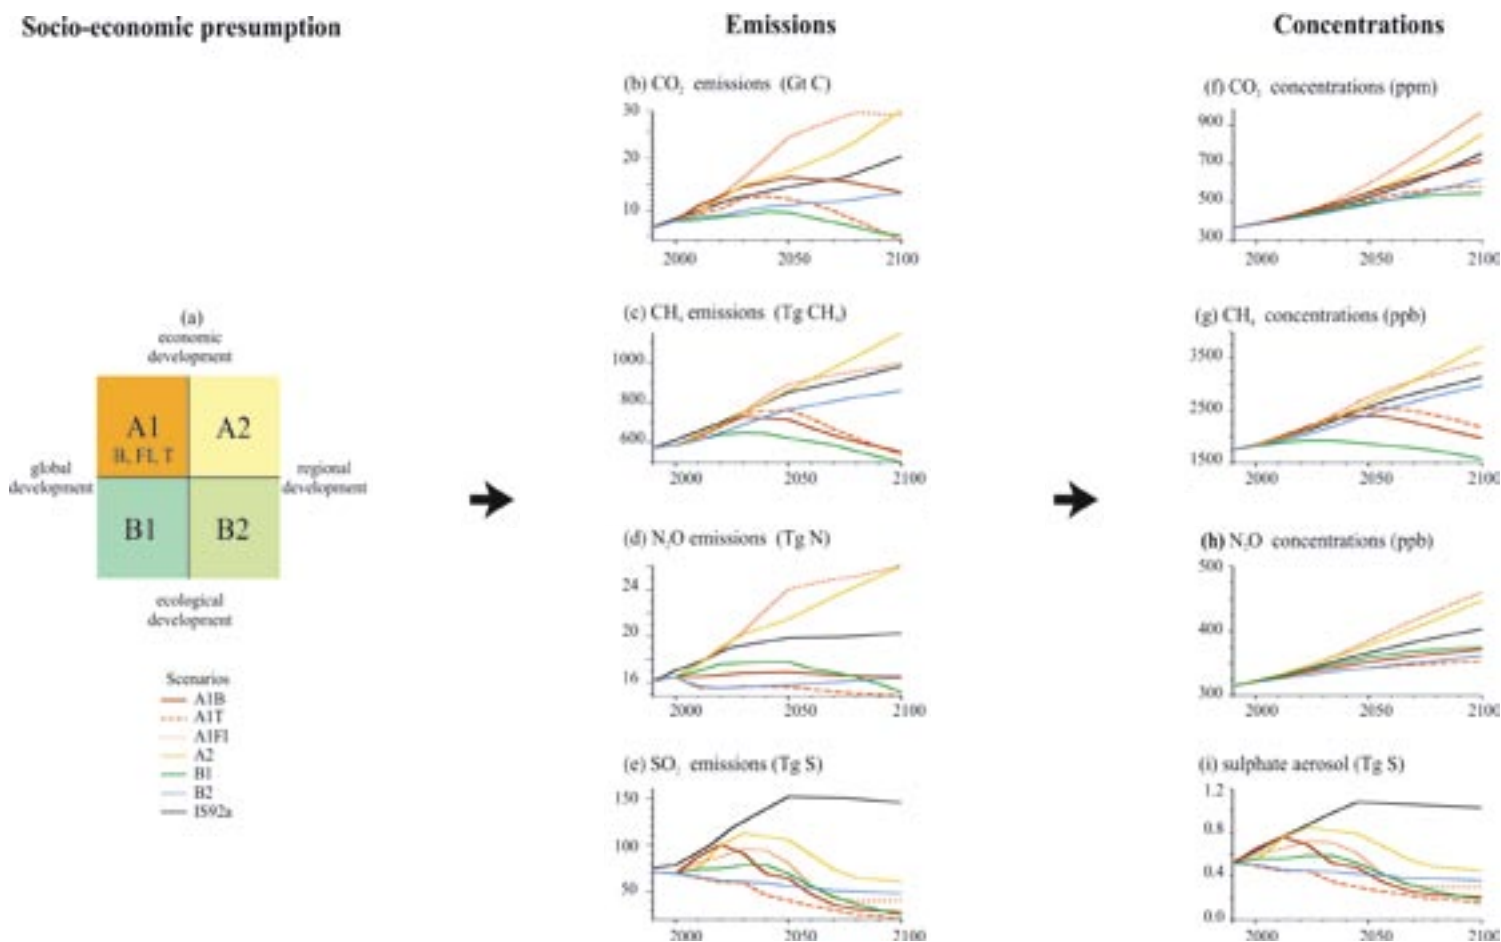 Socio-economic presumption
Emissions
Concentrations
(a)
economic
development
A1
B, FI, T
A2
global
development
regional
development
B1
B2
ecological
development
Scenarios
A1B
A1T
A1FI
A2
B1
B2
IS92a
(b) CO₂ emissions (Gt C)
30
20
10
2000 2050 2100
(c) CH₄ emissions (Tg CH₄)
1000
800
600
2000 2050 2100
(d) N₂O emissions (Tg N)
24
20
16
2000 2050 2100
(e) SO₂ emissions (Tg S)
150
100
50
2000 2050 2100
(f) CO₂ concentrations (ppm)
900
700
500
300
2000 2050 2100
(g) CH₄ concentrations (ppb)
3500
2500
1500
2000 2050 2100
(h) N₂O concentrations (ppb)
500
400
300
2000 2050 2100
(i) sulphate aerosol (Tg S)
1.2
0.8
0.4
0.0
2000 2050 2100